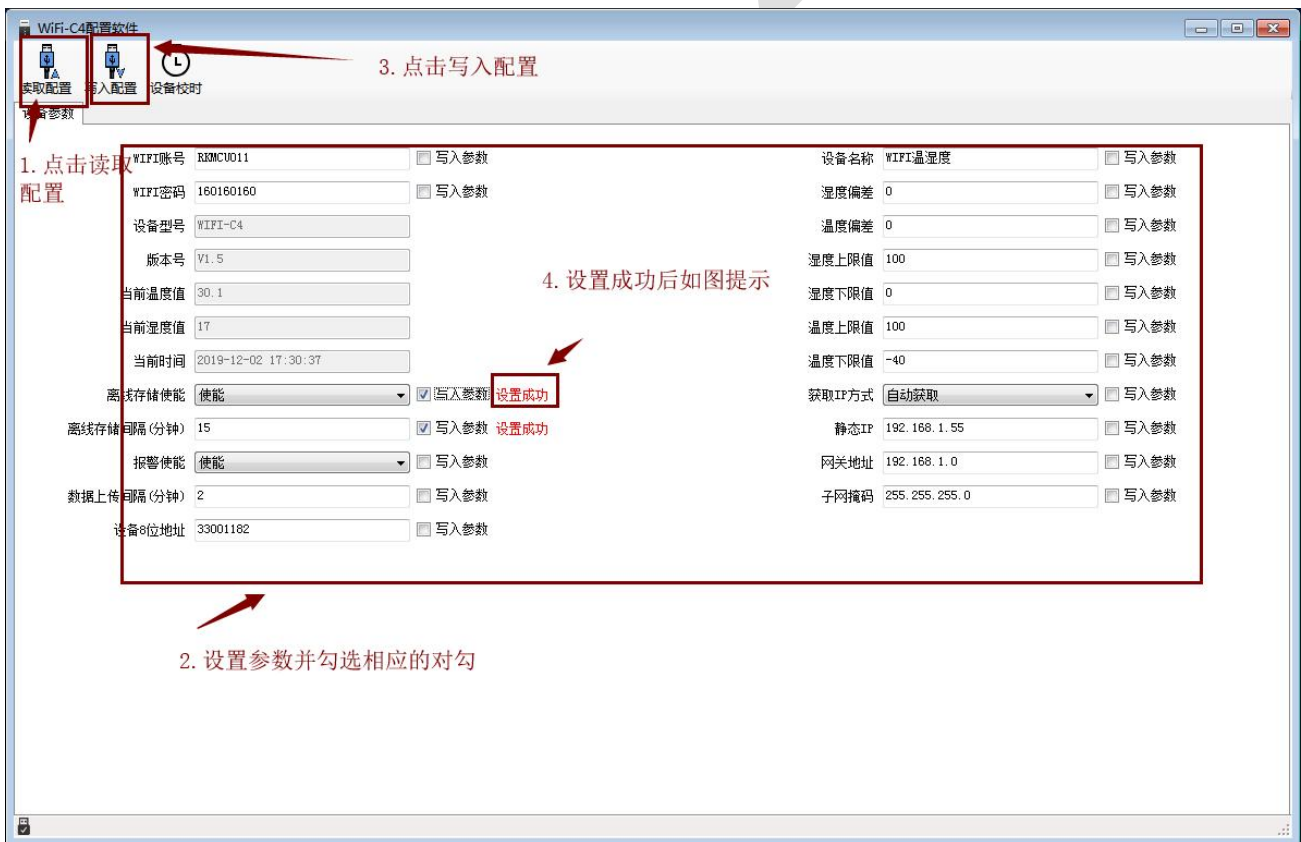 WiFi-C4配置软件
读取配置 写入配置 设备校时
3. 点击写入配置
设备参数
1. 点击读取
配置
WIFI账号 RKMCU011 写入参数 设备名称 WIFI温湿度 写入参数
WIFI密码 160160160 写入参数 湿度偏差 0 写入参数
设备型号 WIFI-C4 温度偏差 0 写入参数
版本号 V1.5 湿度上限值 100 写入参数
4. 设置成功后如图提示
当前温度值 30.1 湿度下限值 0 写入参数
当前湿度值 17 温度上限值 100 写入参数
当前时间 2019-12-02 17:30:37 温度下限值 -40 写入参数
离线存储使能 使能 写入参数 设置成功 获取IP方式 自动获取 写入参数
离线存储间隔(分钟) 15 写入参数 设置成功 静态IP 192.168.1.55 写入参数
报警使能 使能 写入参数 网关地址 192.168.1.0 写入参数
数据上传间隔(分钟) 2 写入参数 子网掩码 255.255.255.0 写入参数
设备8位地址 33001182 写入参数
2. 设置参数并勾选相应的对勾